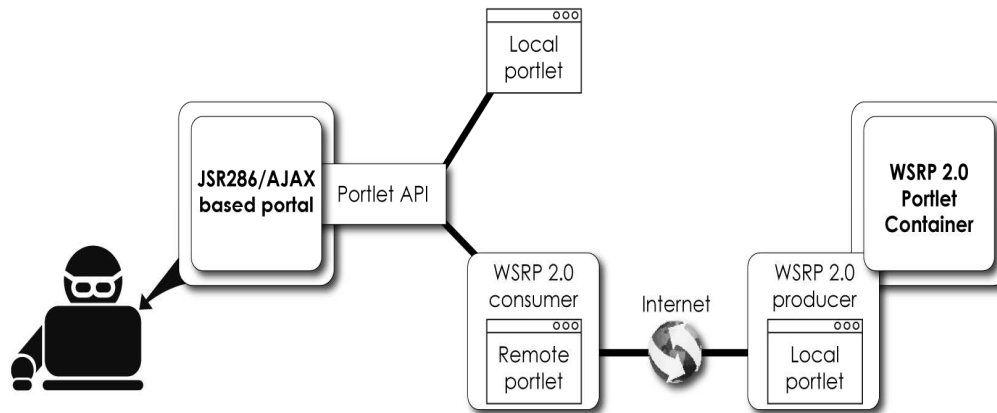 Local
portlet
JSR286/AJAX
based portal
Portlet API
WSRP 2.0
Portlet
Container
WSRP 2.0
consumer
Remote
portlet
Internet
WSRP 2.0
producer
Local
portlet